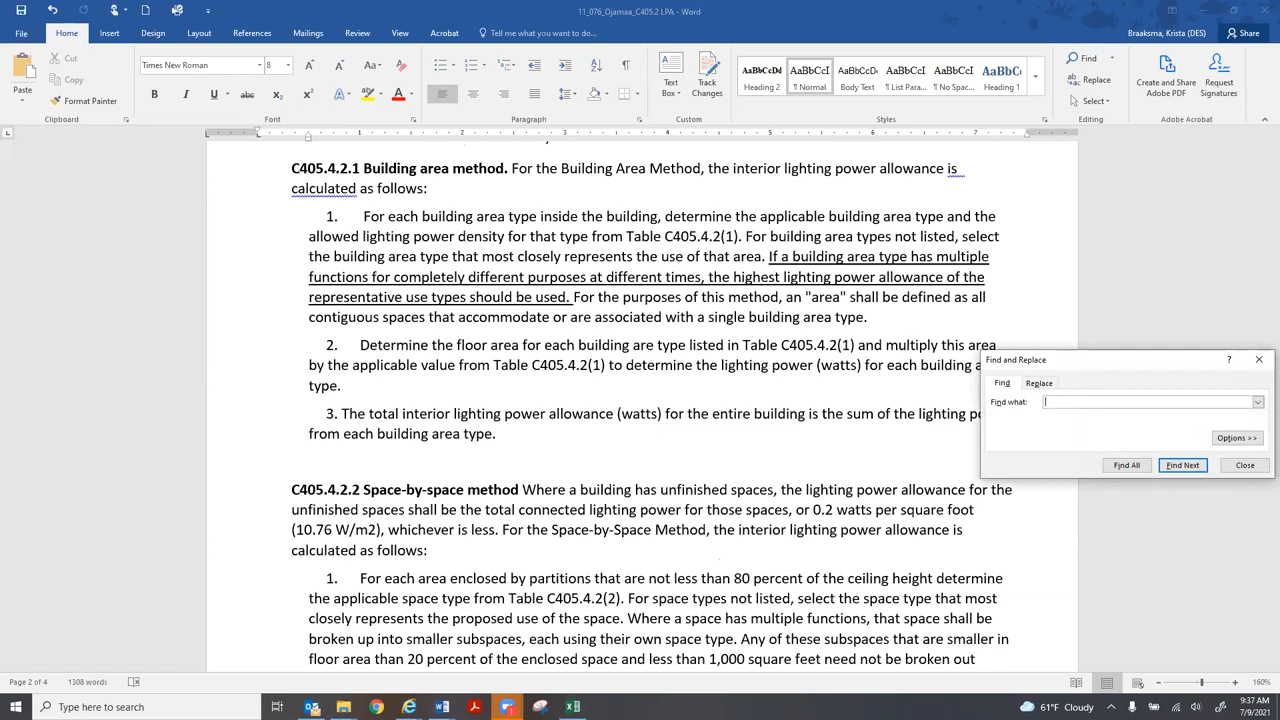 11_076_Ojamaa_C405.2 LPA - Word
Braaksma, Krista (DES)
File Home Insert Draw Design Layout References Mailings Review View Acrobat Tell me what you want to do... Share
Paste
Cut
Copy
Format Painter
Clipboard
Times New Roman 8
Font
Paragraph
Text Box
Track Changes
Custom
AaBbCcDd AaBbCcI AaBbCcDd AaBbCcI AaBbCcI AaBbC
Heading 2 ¶ Normal Body Text ¶ List Para... ¶ No Spac... Heading 1
Styles
Find
Replace
Select
Editing
Create and Share Adobe PDF
Request Signatures
Adobe Acrobat
1 2 3 4 5 6 7
C405.4.2.1 Building area method. For the Building Area Method, the interior lighting power allowance is
calculated as follows:
1. For each building area type inside the building, determine the applicable building area type and the
allowed lighting power density for that type from Table C405.4.2(1). For building area types not listed, select
the building area type that most closely represents the use of that area. If a building area type has multiple
functions for completely different purposes at different times, the highest lighting power allowance of the
representative use types should be used. For the purposes of this method, an "area" shall be defined as all
contiguous spaces that accommodate or are associated with a single building area type.
2. Determine the floor area for each building are type listed in Table C405.4.2(1) and multiply this area
by the applicable value from Table C405.4.2(1) to determine the lighting power (watts) for each building
type.
3. The total interior lighting power allowance (watts) for the entire building is the sum of the lighting
from each building area type.
C405.4.2.2 Space-by-space method Where a building has unfinished spaces, the lighting power allowance for the
unfinished spaces shall be the total connected lighting power for those spaces, or 0.2 watts per square foot
(10.76 W/m2), whichever is less. For the Space-by-Space Method, the interior lighting power allowance is
calculated as follows:
1. For each area enclosed by partitions that are not less than 80 percent of the ceiling height determine
the applicable space type from Table C405.4.2(2). For space types not listed, select the space type that most
closely represents the proposed use of the space. Where a space has multiple functions, that space shall be
broken up into smaller subspaces, each using their own space type. Any of these subspaces that are smaller in
floor area than 20 percent of the enclosed space and less than 1,000 square feet need not be broken out
Find and Replace
Find Replace
Find what:
Options >>
Find All Find Next Close
Page 2 of 4 1308 words 160%
Type here to search
61°F Cloudy
9:37 AM
7/9/2021